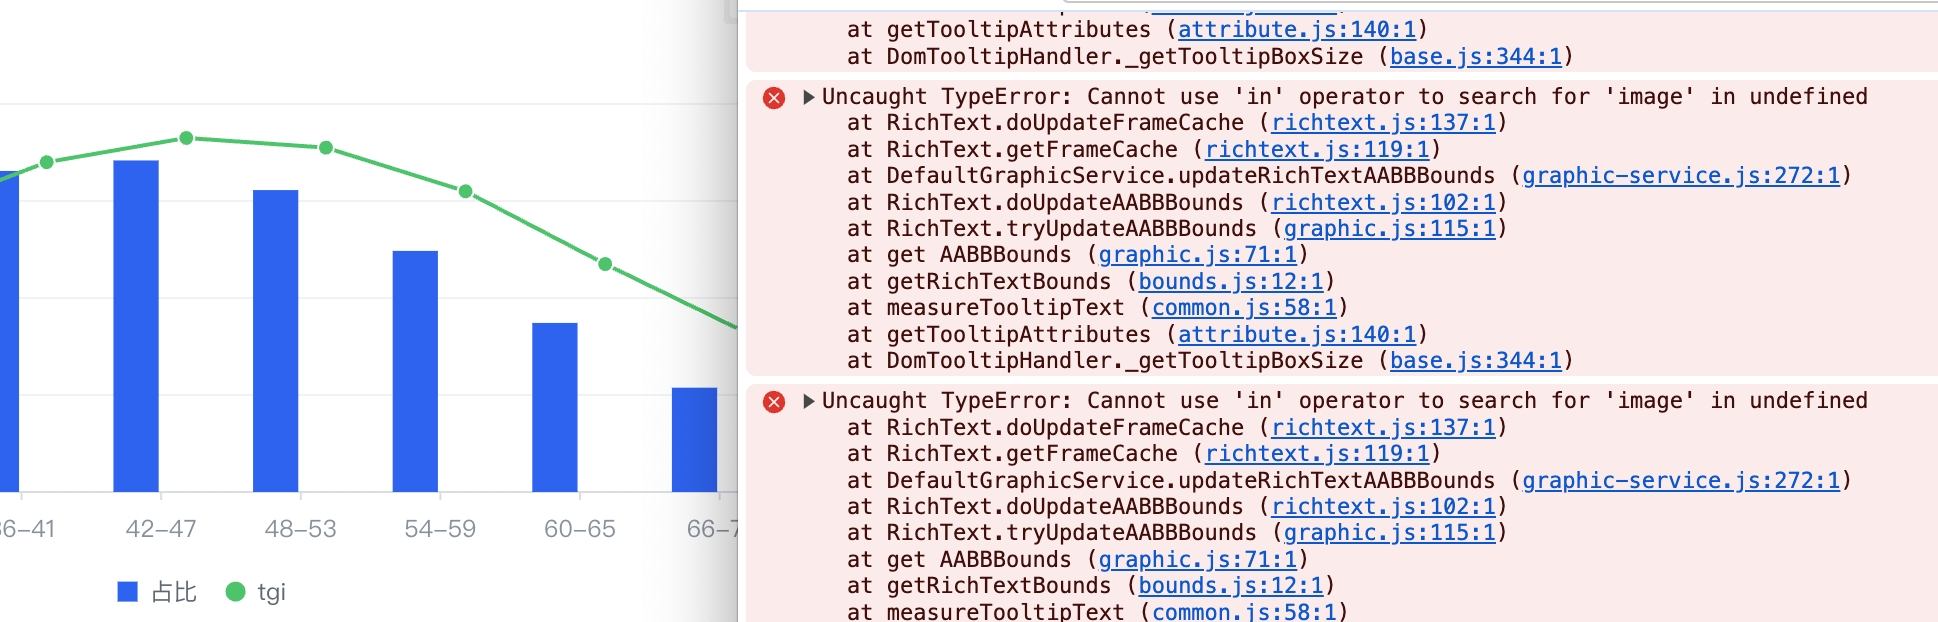 36–41
42–47
48–53
54–59
60–65
66–7
占比
tgi
at getTooltipAttributes (attribute.js:140:1)
at DomTooltipHandler._getTooltipBoxSize (base.js:344:1)
Uncaught TypeError: Cannot use 'in' operator to search for 'image' in undefined
at RichText.doUpdateFrameCache (richtext.js:137:1)
at RichText.getFrameCache (richtext.js:119:1)
at DefaultGraphicService.updateRichTextAABBBounds (graphic-service.js:272:1)
at RichText.doUpdateAABBBounds (richtext.js:102:1)
at RichText.tryUpdateAABBBounds (graphic.js:115:1)
at get AABBBounds (graphic.js:71:1)
at getRichTextBounds (bounds.js:12:1)
at measureTooltipText (common.js:58:1)
at getTooltipAttributes (attribute.js:140:1)
at DomTooltipHandler._getTooltipBoxSize (base.js:344:1)
Uncaught TypeError: Cannot use 'in' operator to search for 'image' in undefined
at RichText.doUpdateFrameCache (richtext.js:137:1)
at RichText.getFrameCache (richtext.js:119:1)
at DefaultGraphicService.updateRichTextAABBBounds (graphic-service.js:272:1)
at RichText.doUpdateAABBBounds (richtext.js:102:1)
at RichText.tryUpdateAABBBounds (graphic.js:115:1)
at get AABBBounds (graphic.js:71:1)
at getRichTextBounds (bounds.js:12:1)
at measureTooltipText (common.js:58:1)